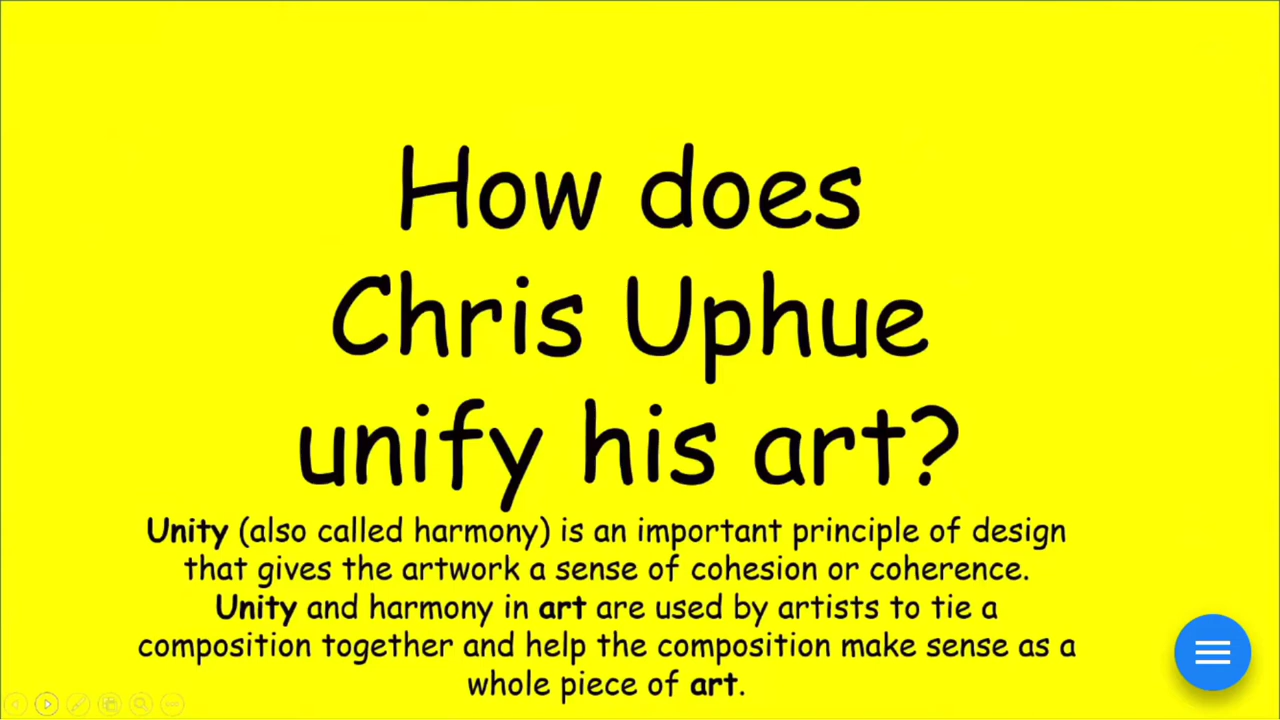 How does
Chris Uphue
unify his art?
Unity (also called harmony) is an important principle of design
that gives the artwork a sense of cohesion or coherence.
Unity and harmony in art are used by artists to tie a
composition together and help the composition make sense as a
whole piece of art.